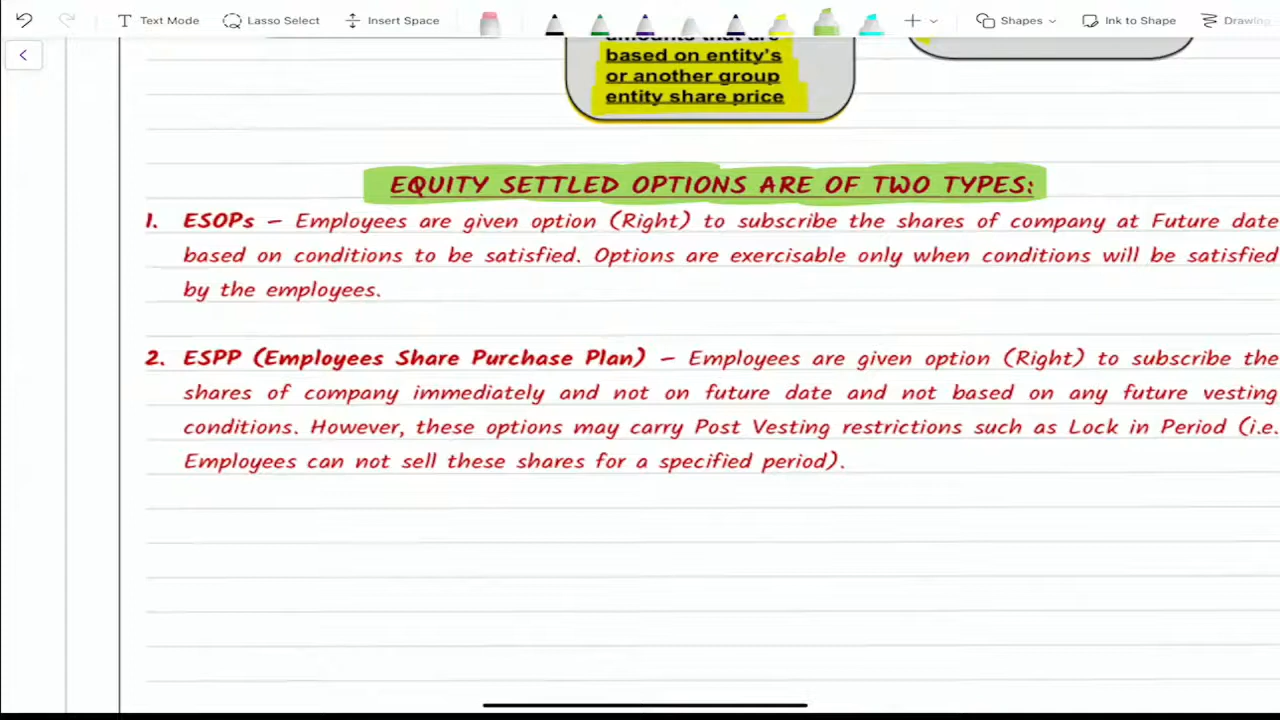 Text Mode Lasso Select Insert Space Shapes Ink to Shape Drawing
amounts that are
based on entity's
or another group
entity share price
EQUITY SETTLED OPTIONS ARE OF TWO TYPES:
1. ESOPs – Employees are given option (Right) to subscribe the shares of company at Future date
based on conditions to be satisfied. Options are exercisable only when conditions will be satisfied
by the employees.
2. ESPP (Employees Share Purchase Plan) – Employees are given option (Right) to subscribe the
shares of company immediately and not on future date and not based on any future vesting
conditions. However, these options may carry Post Vesting restrictions such as Lock in Period (i.e.
Employees can not sell these shares for a specified period).